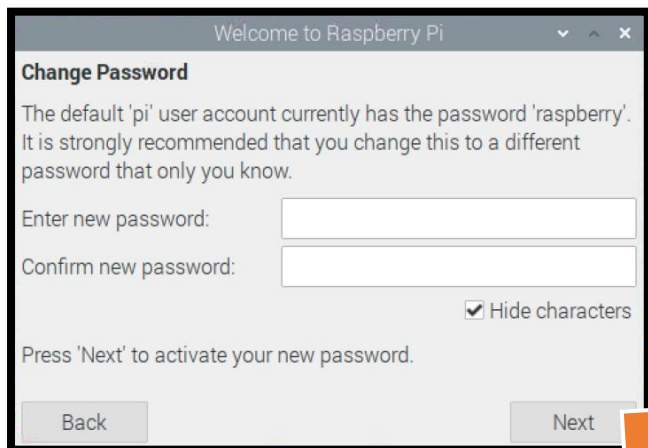 Welcome to Raspberry Pi
Change Password
The default 'pi' user account currently has the password 'raspberry'.
It is strongly recommended that you change this to a different
password that only you know.
Enter new password:
Confirm new password:
Hide characters
Press 'Next' to activate your new password.
Back
Next